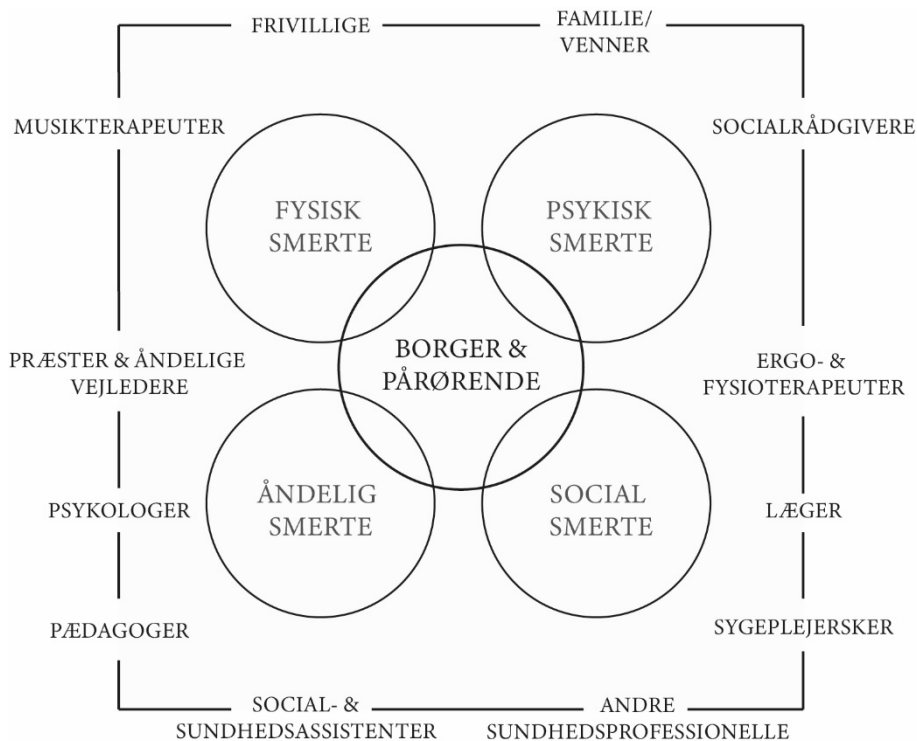 FRIVILLIGE
FAMILIE/
VENNER
MUSIKTERAPEUTER
SOCIALRÅDGIVERE
FYSISK
SMERTE
PSYKISK
SMERTE
BORGER &
PÅRØRENDE
PRÆSTER & ÅNDELIGE
VEJLEDERE
ERGO- &
FYSIOTERAPEUTER
ÅNDELIG
SMERTE
SOCIAL
SMERTE
PSYKOLOGER
LÆGER
PÆDAGOGER
SYGEPLEJERSKER
SOCIAL- &
SUNDHEDSASSISTENTER
ANDRE
SUNDHEDSPROFESSIONELLE